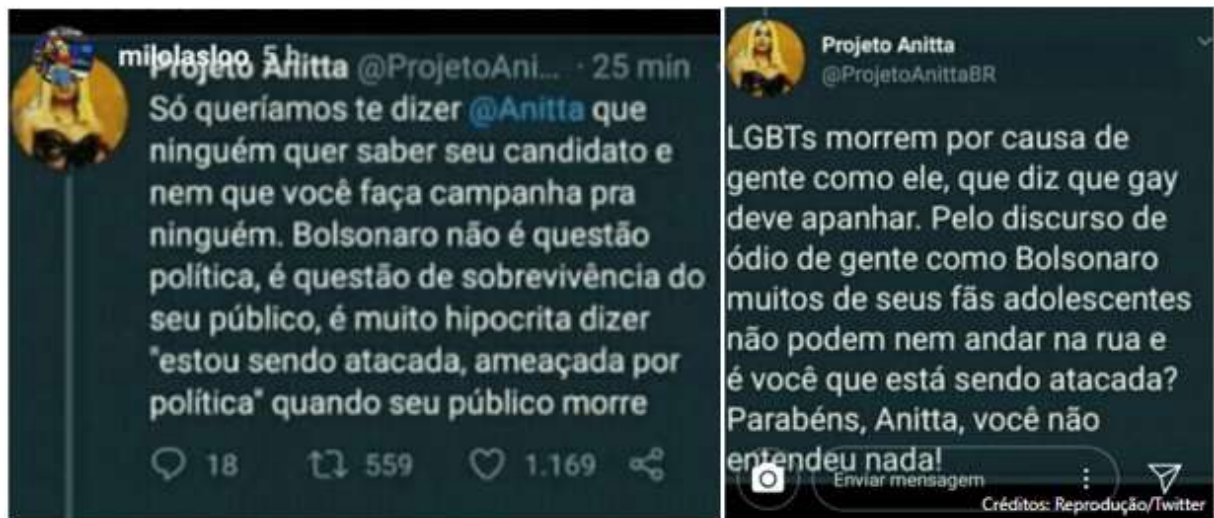 milolasloo 5 h
Projeto Anitta @ProjetoAni... · 25 min
Só queríamos te dizer @Anitta que
ninguém quer saber seu candidato e
nem que você faça campanha pra
ninguém. Bolsonaro não é questão
política, é questão de sobrevivência do
seu público, é muito hipocrita dizer
"estou sendo atacada, ameaçada por
política" quando seu público morre
18 559 1.169
Projeto Anitta
@ProjetoAnittaBR
LGBTs morrem por causa de
gente como ele, que diz que gay
deve apanhar. Pelo discurso de
ódio de gente como Bolsonaro
muitos de seus fãs adolescentes
não podem nem andar na rua e
é você que está sendo atacada?
Parabéns, Anitta, você não
entendeu nada!
Enviar mensagem
Créditos: Reprodução/Twitter